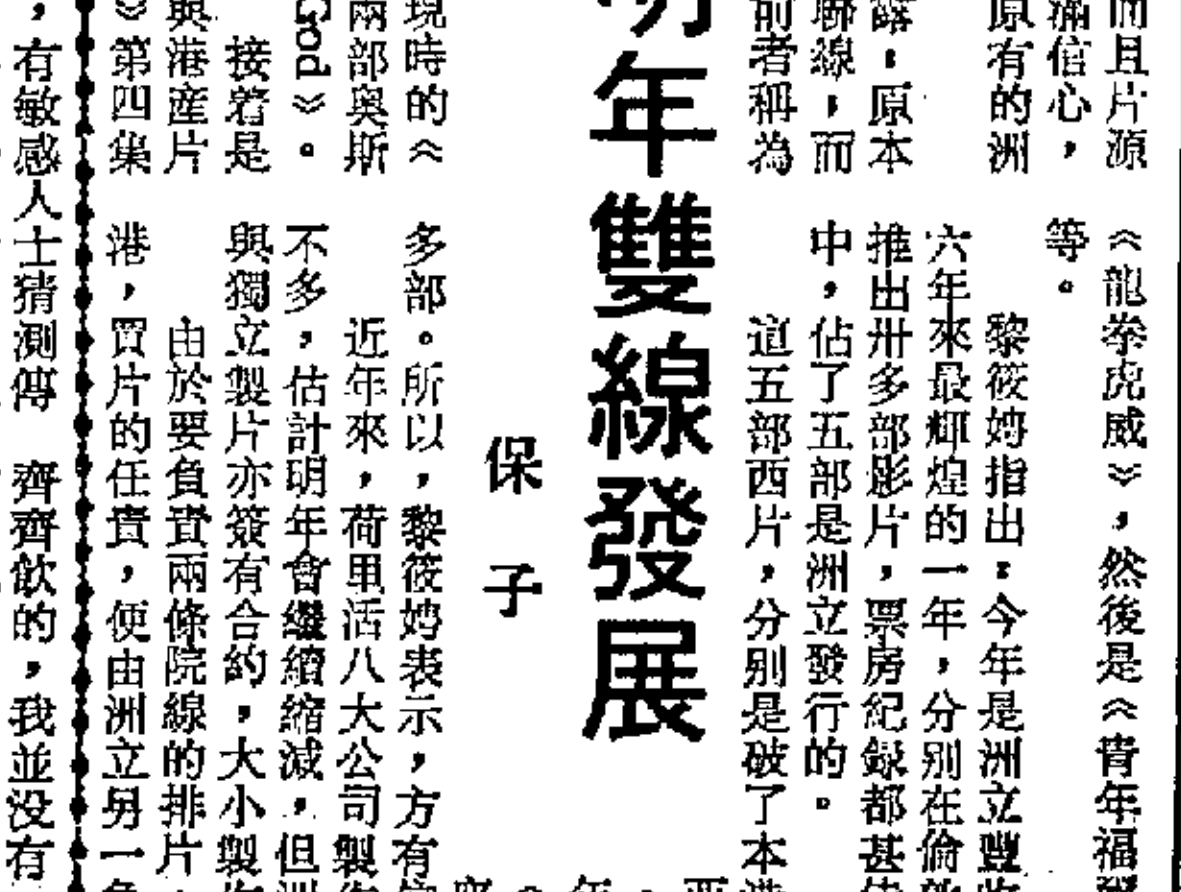 而且片源
滿信心，
原有的洲
露：原本
聯線，而
前者稱為
《龍拳虎威》，然後是《青年福
等。
黎筱娉指出：今年是洲立豐
六年來最輝煌的一年，分別在倫
推出卅多部影片，票房紀録都甚
中，佔了五部是洲立發行的。
這五部西片，分別是破了本
年雙線發展
保子
現時的《
兩部奧斯
God》。
接着是
與港産片
》第四集
多部。所以，黎筱娉表示，方有
近年來，荷里活八大公司製
不多，估計明年會繼續縮減，但
與獨立製片亦簽有合約，大小製
由於要負責兩條院線的排片
港，買片的任責，便由洲立另一
，有敏感人士猜測傳　齊齊飲的，我並没有